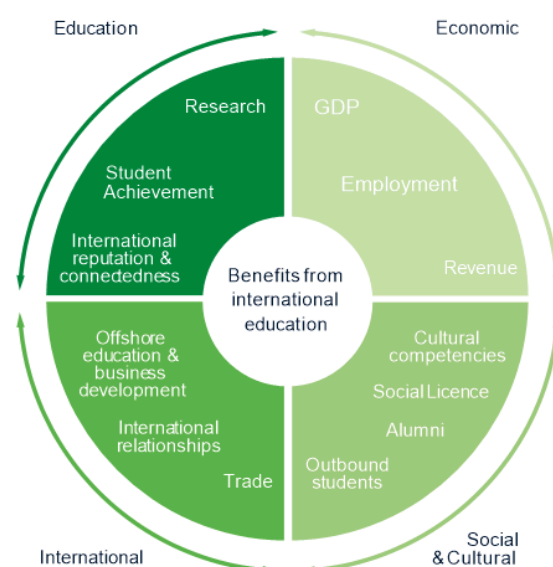 Education
Economic
Research
Student
Achievement
International
reputation &
connectedness
GDP
Employment
Revenue
Benefits from
international
education
Offshore
education &
business
development
International
relationships
Trade
Cultural
competencies
Social Licence
Alumni
Outbound
students
International
Social
& Cultural